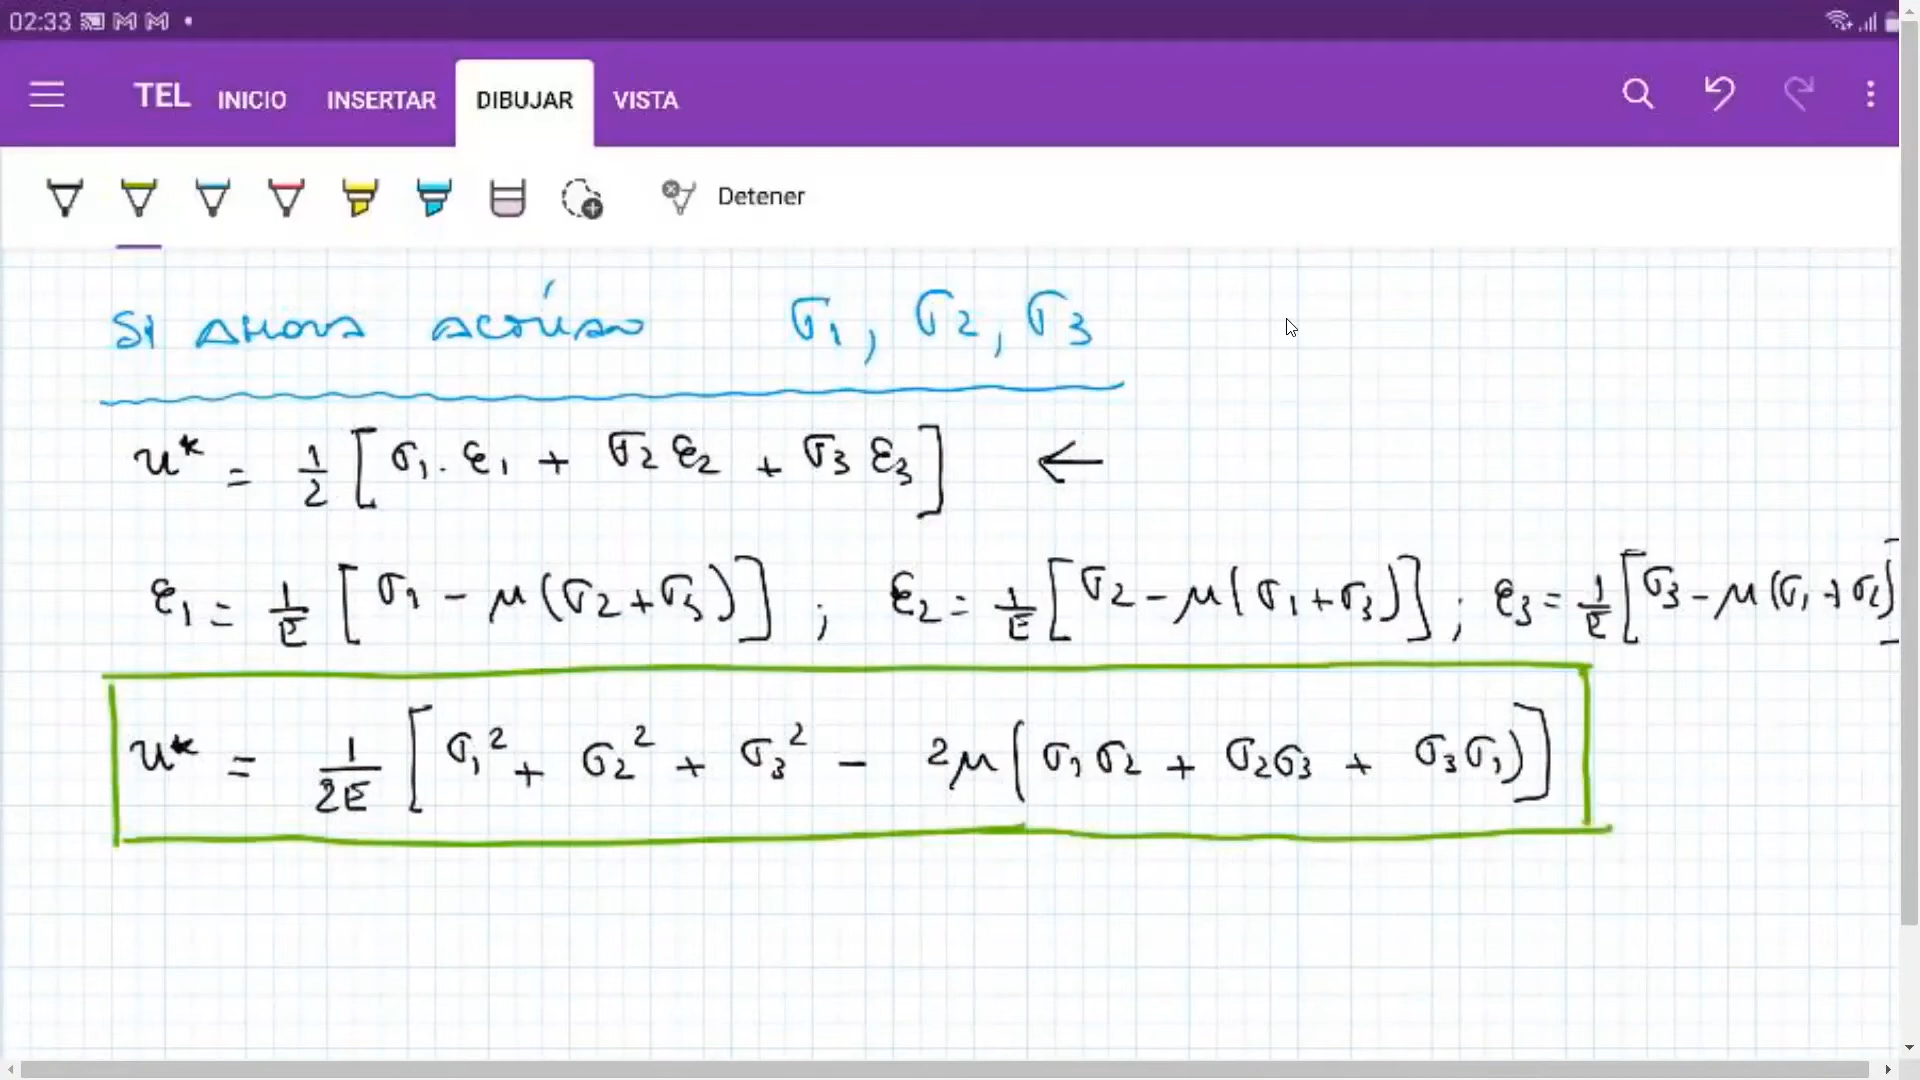 02:33
TEL INICIO INSERTAR DIBUJAR VISTA
Detener
SI AHORA ACTÚAN σ1, σ2, σ3
u* = 1/2 [σ1 . ε1 + σ2 ε2 + σ3 ε3] ←
ε1 = 1/E [σ1 - μ(σ2+σ3)] ; ε2 = 1/E [σ2 - μ(σ1+σ3)] ; ε3 = 1/E [σ3 - μ(σ1+σ2)]
u* = 1/2E [σ1² + σ2² + σ3² - 2μ(σ1σ2 + σ2σ3 + σ3σ1)]